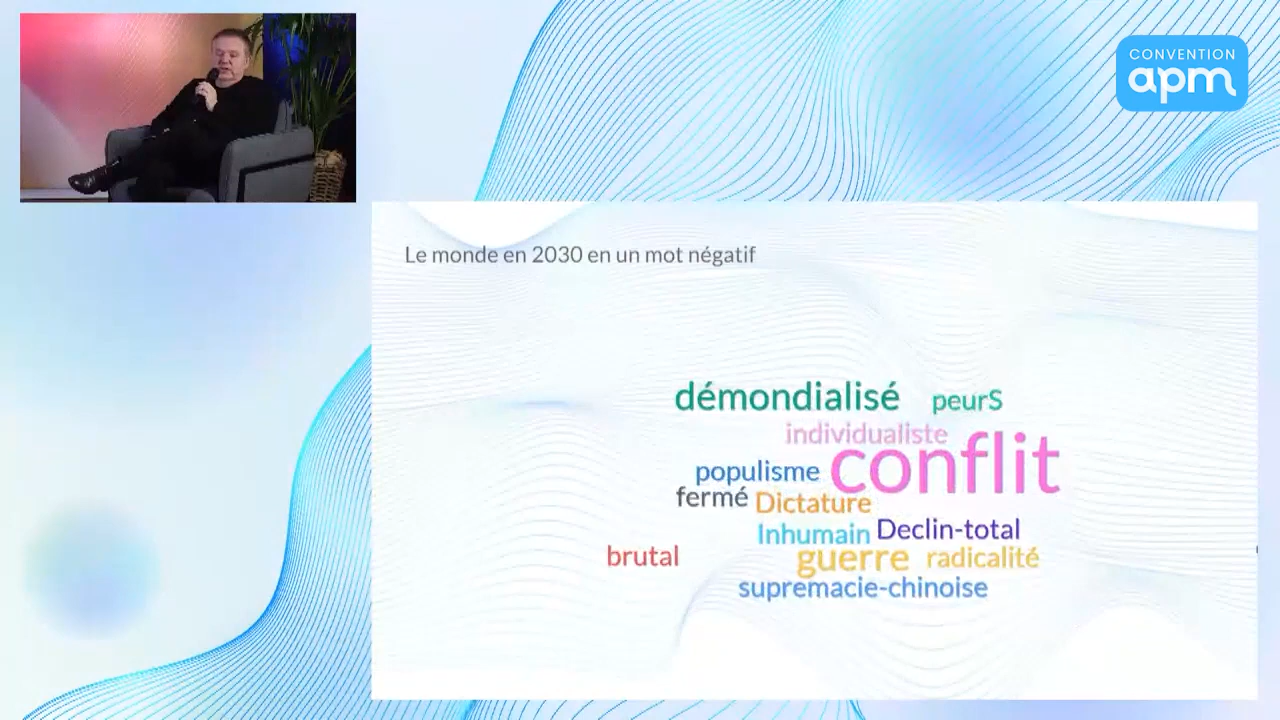 CONVENTION
apm
Le monde en 2030 en un mot négatif
démondialisé peurS
individualiste
populisme conflit
fermé Dictature
Inhumain Declin-total
brutal guerre radicalité
supremacie-chinoise